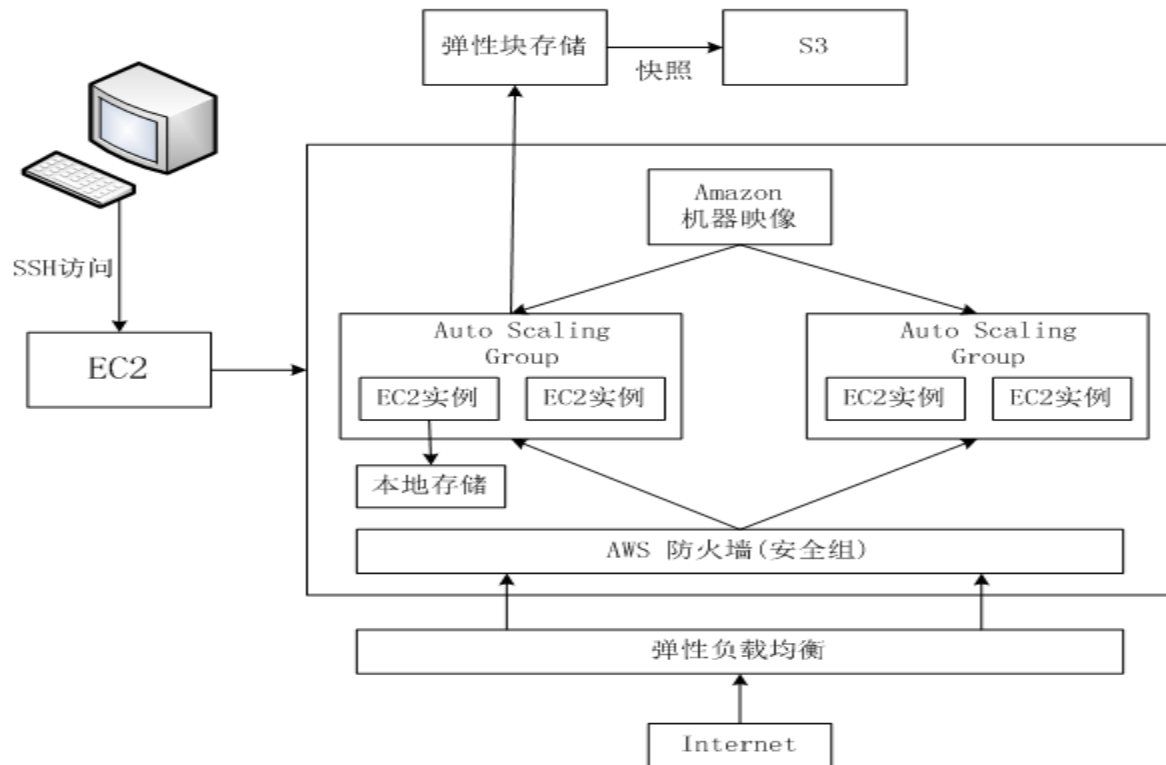 弹性块存储
S3
快照
Amazon
机器映像
SSH访问
EC2
Auto Scaling
Group
EC2实例
EC2实例
Auto Scaling
Group
EC2实例
EC2实例
本地存储
AWS 防火墙(安全组)
弹性负载均衡
Internet